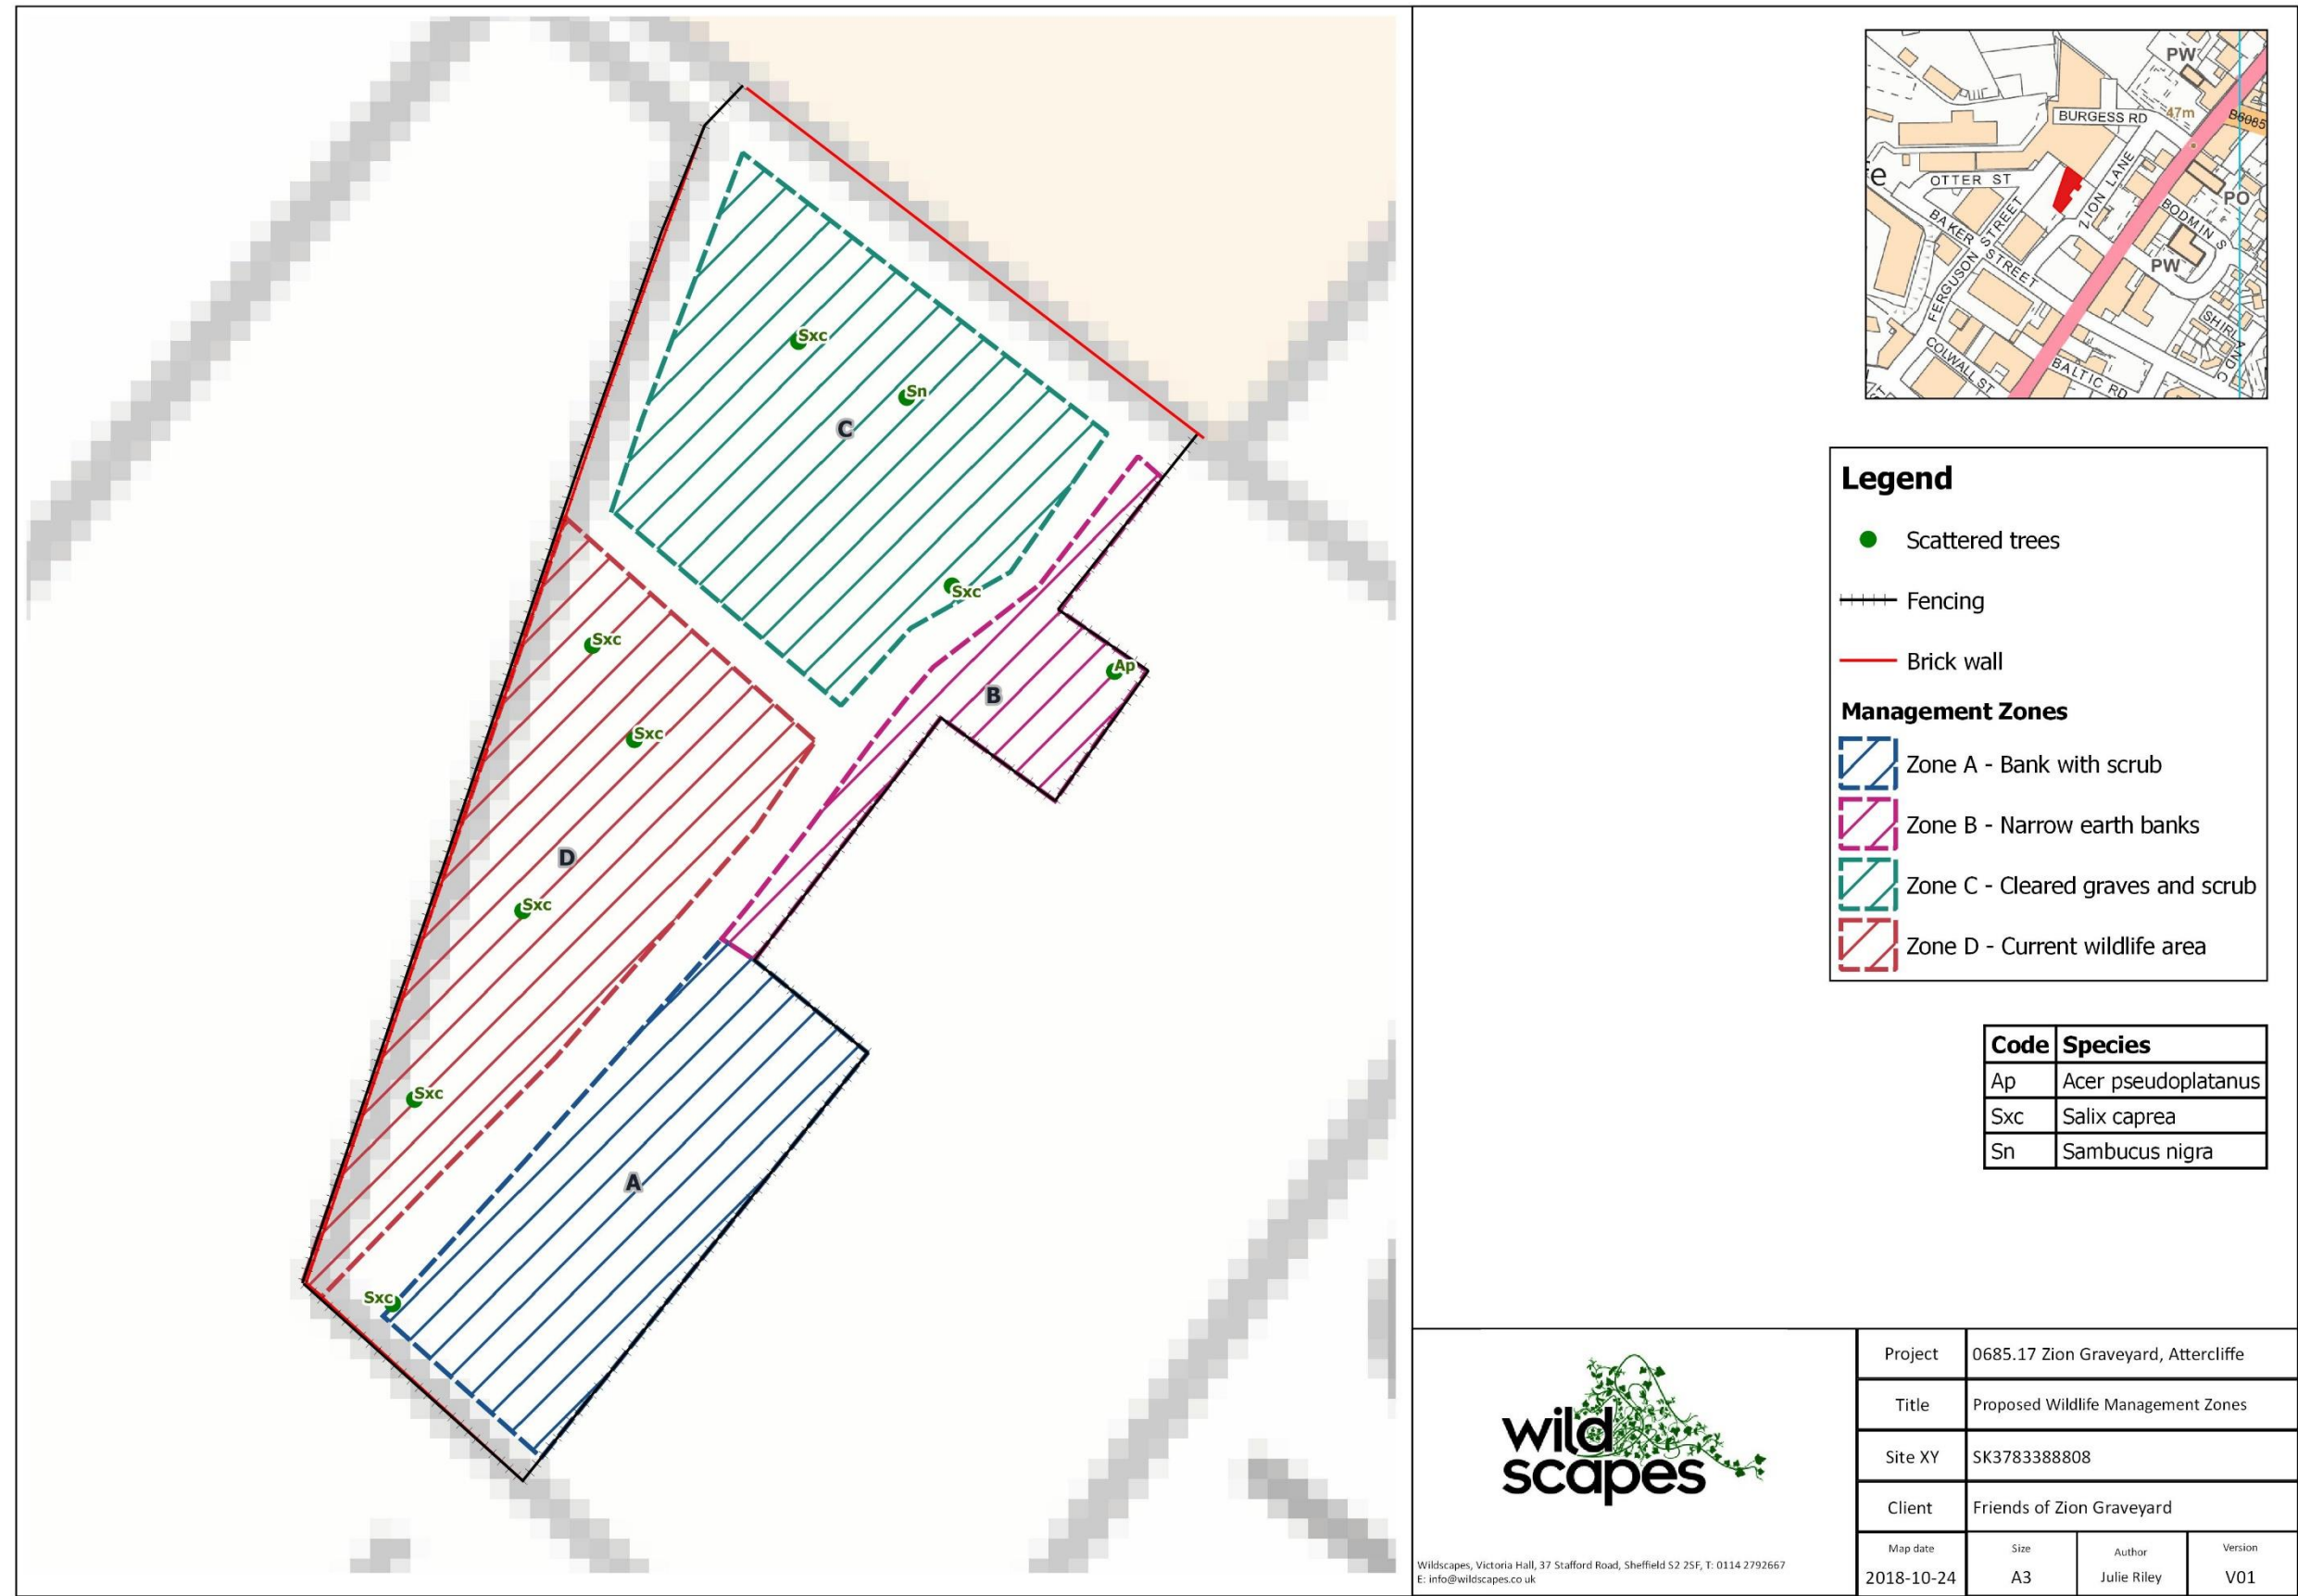 Sxc
Sn
C
Sxc
Sxc
Ap
B
Sxc
D
Sxc
Sxc
A
Sxc
PW
BURGESS RD
47m
B6085
e
OTTER ST
ZION LANE
PO
BAKER STREET
FERGUSON STREET
BODMIN S
PW
SHIRLAND C
COLWALL ST
BALTIC RD
Legend
Scattered trees
Fencing
Brick wall
Management Zones
Zone A - Bank with scrub
Zone B - Narrow earth banks
Zone C - Cleared graves and scrub
Zone D - Current wildlife area
Code Species
Ap Acer pseudoplatanus
Sxc Salix caprea
Sn Sambucus nigra
wild
scapes
Wildscapes, Victoria Hall, 37 Stafford Road, Sheffield S2 2SF, T: 0114 2792667
E: info@wildscapes.co.uk
Project 0685.17 Zion Graveyard, Attercliffe
Title Proposed Wildlife Management Zones
Site XY SK3783388808
Client Friends of Zion Graveyard
Map date Size Author Version
2018-10-24 A3 Julie Riley V01